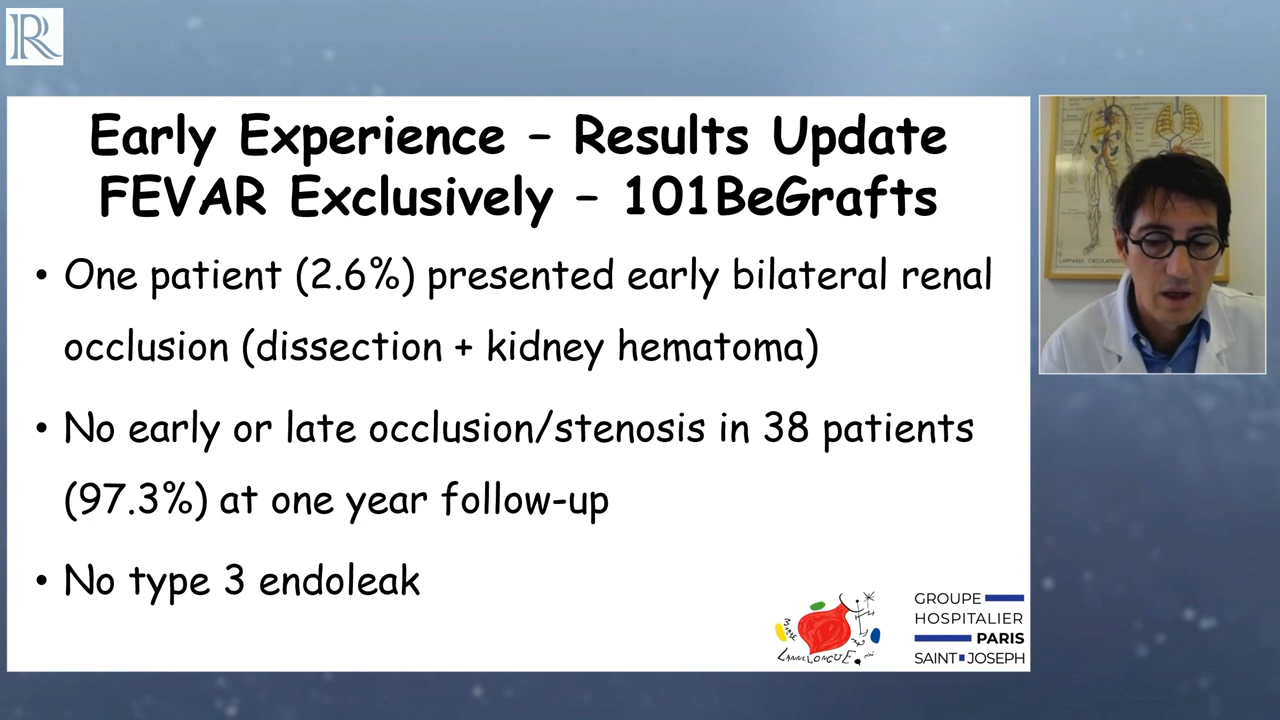 R
Early Experience – Results Update
FEVAR Exclusively – 101BeGrafts
• One patient (2.6%) presented early bilateral renal
occlusion (dissection + kidney hematoma)
• No early or late occlusion/stenosis in 38 patients
(97.3%) at one year follow-up
• No type 3 endoleak
MARIE
LANNELONGUE
GROUPE
HOSPITALIER
PARIS
SAINT JOSEPH